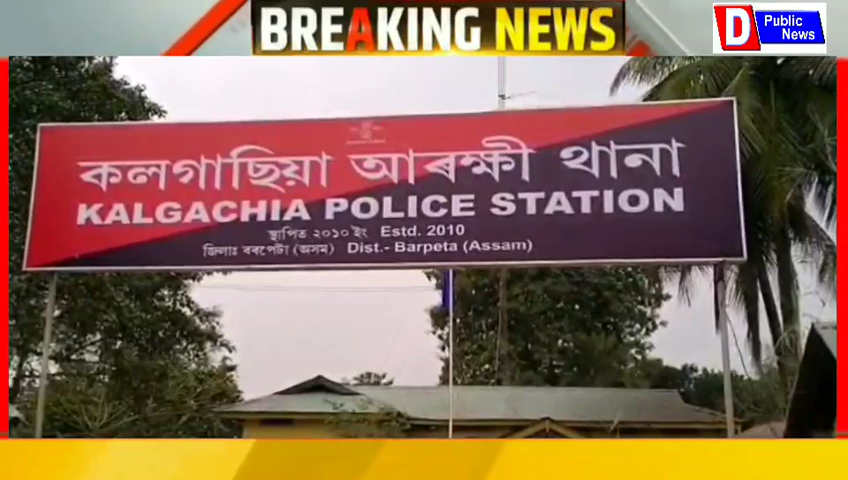 BREAKING NEWS
D Public
News
কলগাছিয়া আৰক্ষী থানা
KALGACHIA POLICE STATION
স্থাপিত ২০১০ ইং Estd. 2010
জিলাঃ বৰপেটা (অসম) Dist.- Barpeta (Assam)